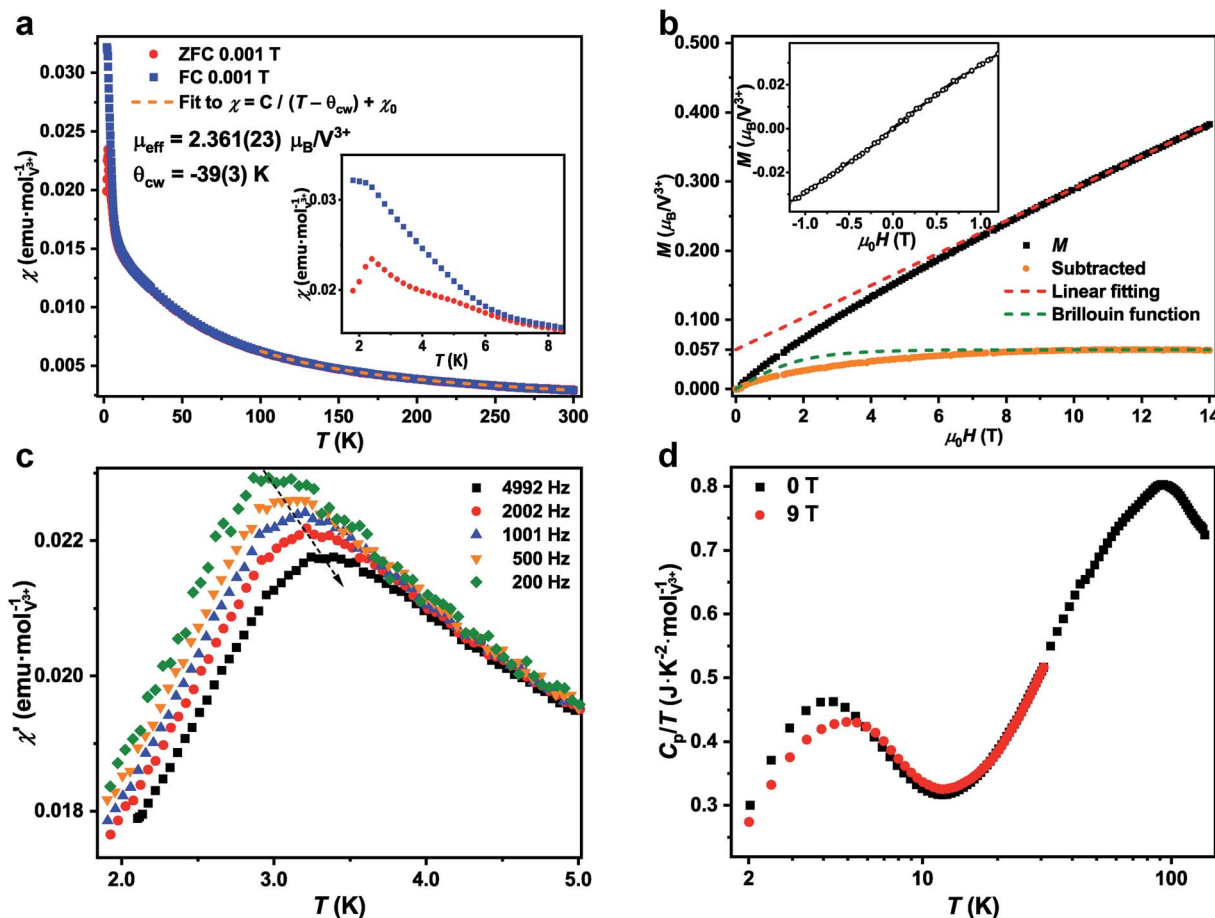 a
ZFC 0.001 T
FC 0.001 T
Fit to χ = C / (T − θcw) + χ0
μeff = 2.361(23) μB/V3+
θcw = -39(3) K
χ (emu·mol-1V3+)
0.030
0.025
0.020
0.015
0.010
0.005
0 25 50 75 100 125 150 175 200 225 250 275 300
T (K)
χ (emu·mol-1V3+)
0.03
0.02
2 4 6 8
T (K)
b
M (μB/V3+)
0.500
0.400
0.300
0.200
0.100
0.057
0.000
0 2 4 6 8 10 12 14
μ0H (T)
M (μB/V3+)
0.02
0.00
-0.02
-1.0 -0.5 0.0 0.5 1.0
μ0H (T)
M
Subtracted
Linear fitting
Brillouin function
c
χ' (emu·mol-1V3+)
0.022
0.020
0.018
2.0 3.0 4.0 5.0
T (K)
4992 Hz
2002 Hz
1001 Hz
500 Hz
200 Hz
d
0 T
9 T
Cp/T (J·K-2·mol-1V3+)
0.8
0.7
0.6
0.5
0.4
0.3
2 10 100
T (K)